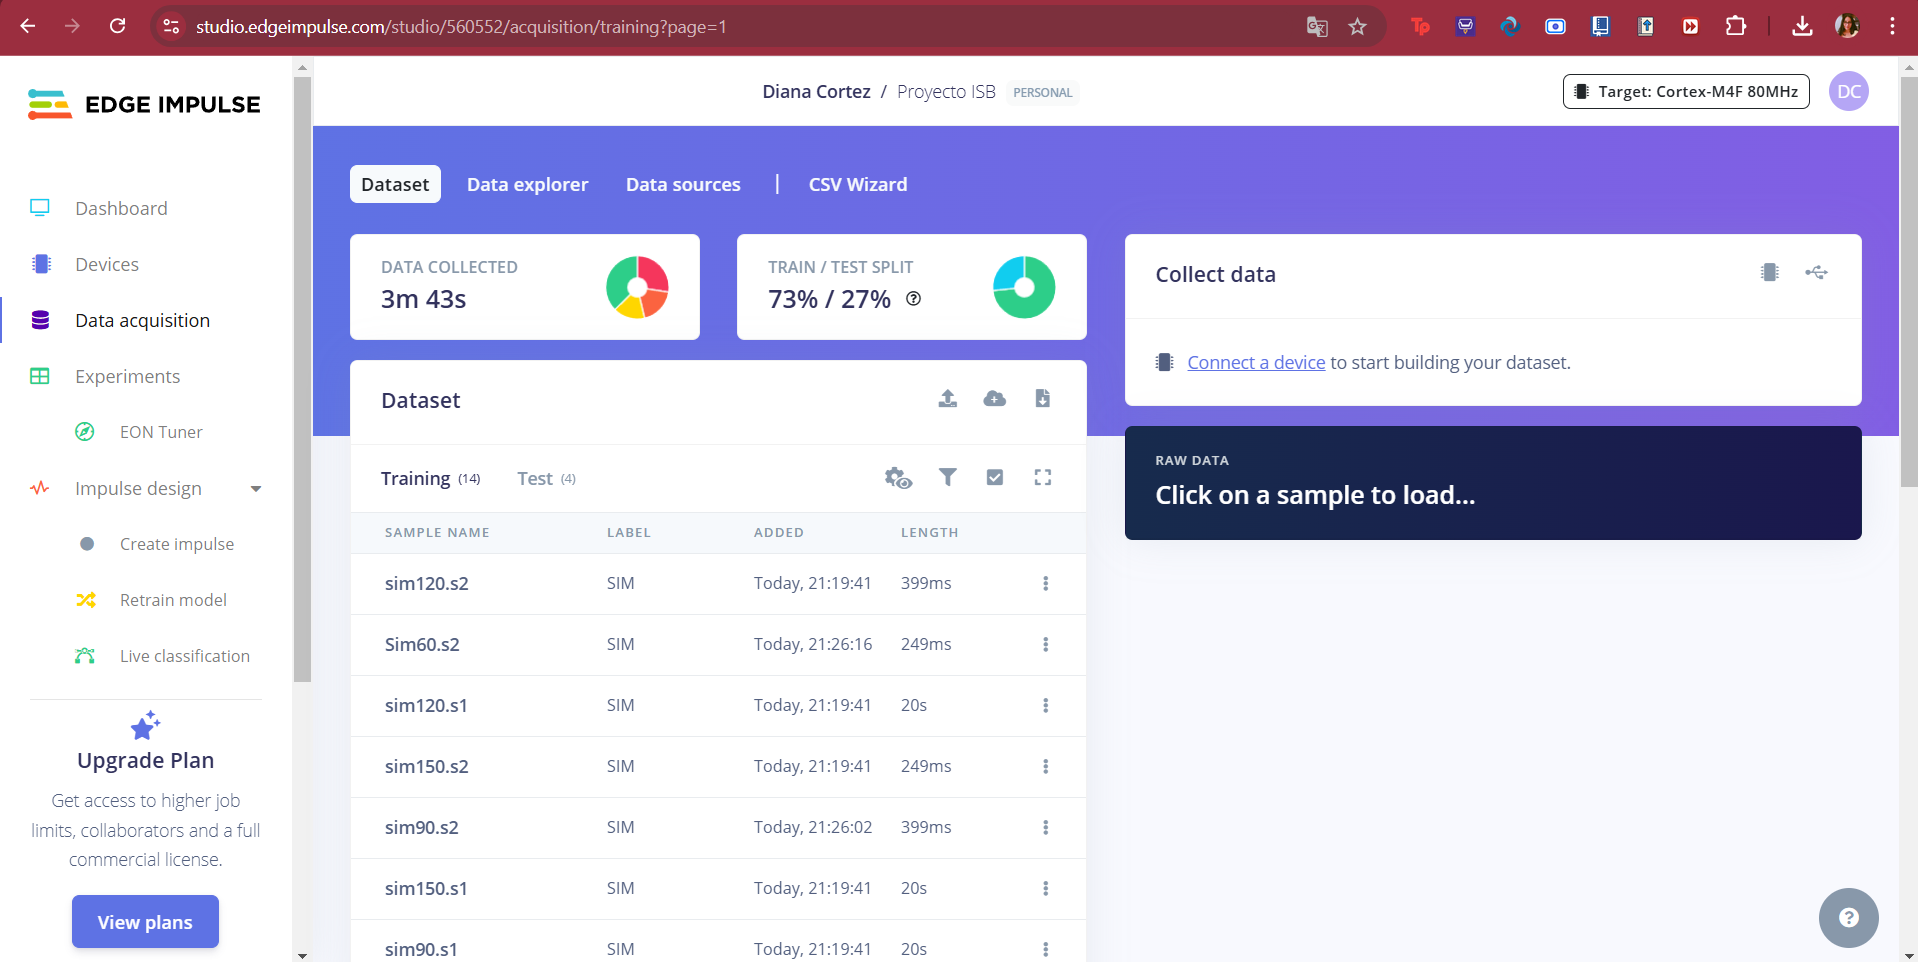 studio.edgeimpulse.com/studio/560552/acquisition/training?page=1
Tp
EDGE IMPULSE
Diana Cortez / Proyecto ISB PERSONAL
Target: Cortex-M4F 80MHz
DC
Dashboard
Devices
Data acquisition
Experiments
EON Tuner
Impulse design
Create impulse
Retrain model
Live classification
Upgrade Plan
Get access to higher job
limits, collaborators and a full
commercial license.
View plans
Dataset Data explorer Data sources | CSV Wizard
DATA COLLECTED
3m 43s
TRAIN / TEST SPLIT
73% / 27%
Dataset
Training (14) Test (4)
SAMPLE NAME LABEL ADDED LENGTH
sim120.s2 SIM Today, 21:19:41 399ms
Sim60.s2 SIM Today, 21:26:16 249ms
sim120.s1 SIM Today, 21:19:41 20s
sim150.s2 SIM Today, 21:19:41 249ms
sim90.s2 SIM Today, 21:26:02 399ms
sim150.s1 SIM Today, 21:19:41 20s
sim90.s1 SIM Today, 21:19:41 20s
Collect data
Connect a device to start building your dataset.
RAW DATA
Click on a sample to load...